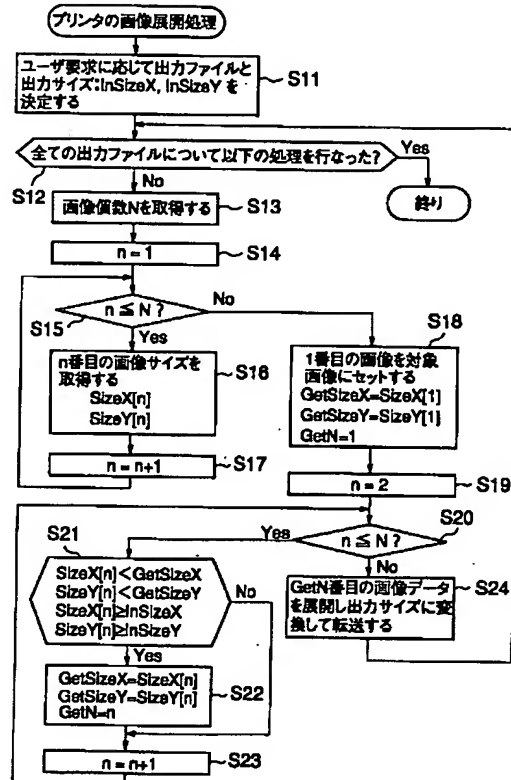 プリンタの画像展開処理
ユーザ要求に応じて出力ファイルと
出力サイズ:InSizeX, InSizeY を
決定する
S11
全ての出力ファイルについて以下の処理を行なった?
Yes
S12
No
終り
画像個数Nを取得する
S13
n = 1
S14
n ≦ N ?
No
S15
Yes
S18
n番目の画像サイズを
取得する
SizeX[n]
SizeY[n]
S16
1番目の画像を対象
画像にセットする
GetSizeX=SizeX[1]
GetSizeY=SizeY[1]
GetN=1
n = n+1
S17
n = 2
S19
S20
S21
Yes
n ≦ N ?
No
SizeX[n]<GetSizeX
SizeY[n]<GetSizeY
SizeX[n]≧InSizeX
SizeY[n]≧InSizeY
No
S24
GetN番目の画像データ
を展開し出力サイズに変
換して転送する
Yes
GetSizeX=SizeX[n]
GetSizeY=SizeY[n]
GetN=n
S22
n = n+1
S23